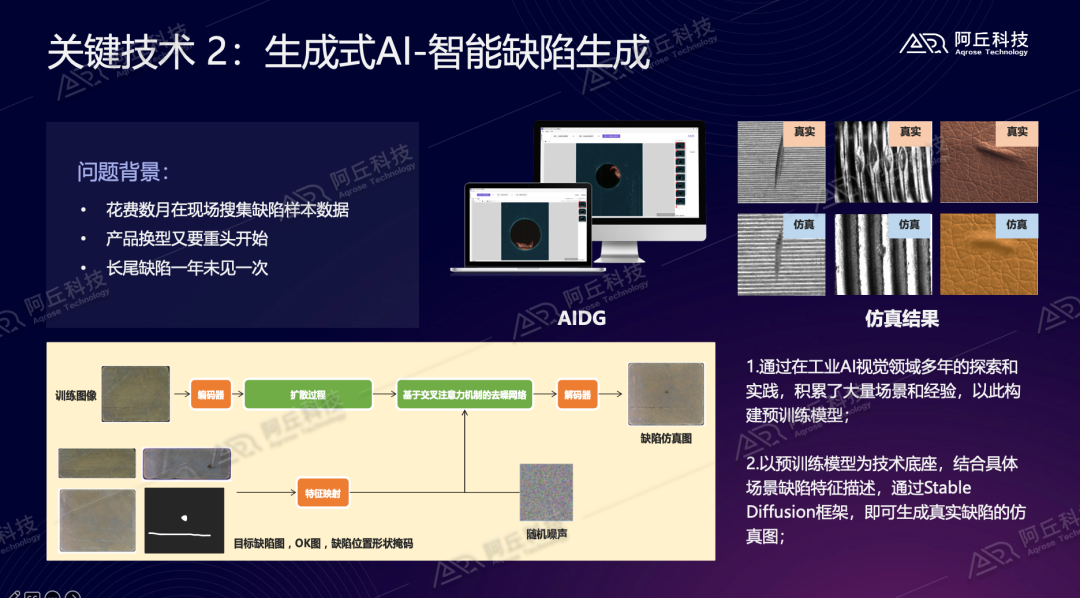 关键技术 2：生成式AI-智能缺陷生成
阿丘科技
Aqrose Technology
问题背景：
• 花费数月在现场搜集缺陷样本数据
• 产品换型又要重头开始
• 长尾缺陷一年未见一次
AIDG
真实
真实
真实
仿真
仿真
仿真
仿真结果
训练图像
编码器
扩散过程
基于交叉注意力机制的去噪网络
解码器
缺陷仿真图
特征映射
随机噪声
目标缺陷图，OK图，缺陷位置形状掩码
1.通过在工业AI视觉领域多年的探索和
实践，积累了大量场景和经验，以此构
建预训练模型；
2.以预训练模型为技术底座，结合具体
场景缺陷特征描述，通过Stable
Diffusion框架，即可生成真实缺陷的仿
真图；